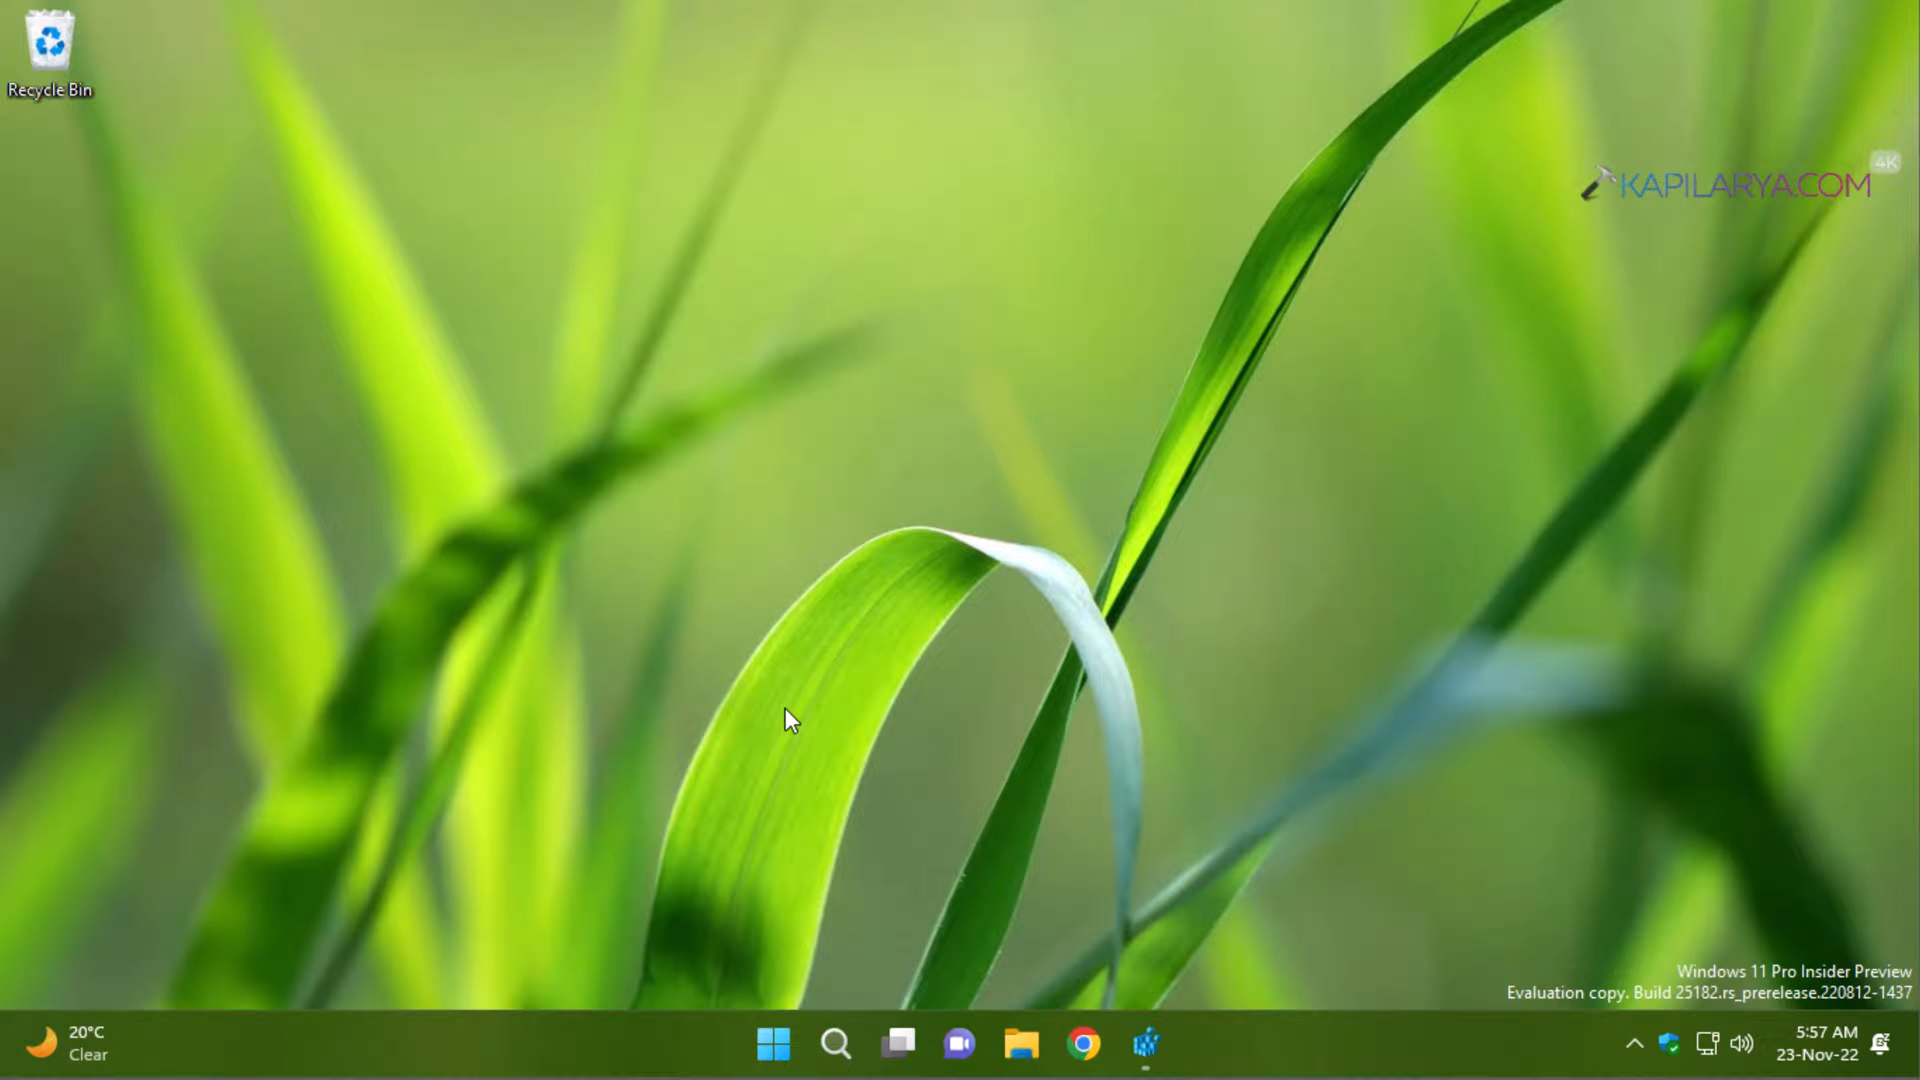 Recycle Bin
4K
KAPILARYA.COM
Windows 11 Pro Insider Preview
Evaluation copy. Build 25182.rs_prerelease.220812-1437
20°C
Clear
5:57 AM
23-Nov-22